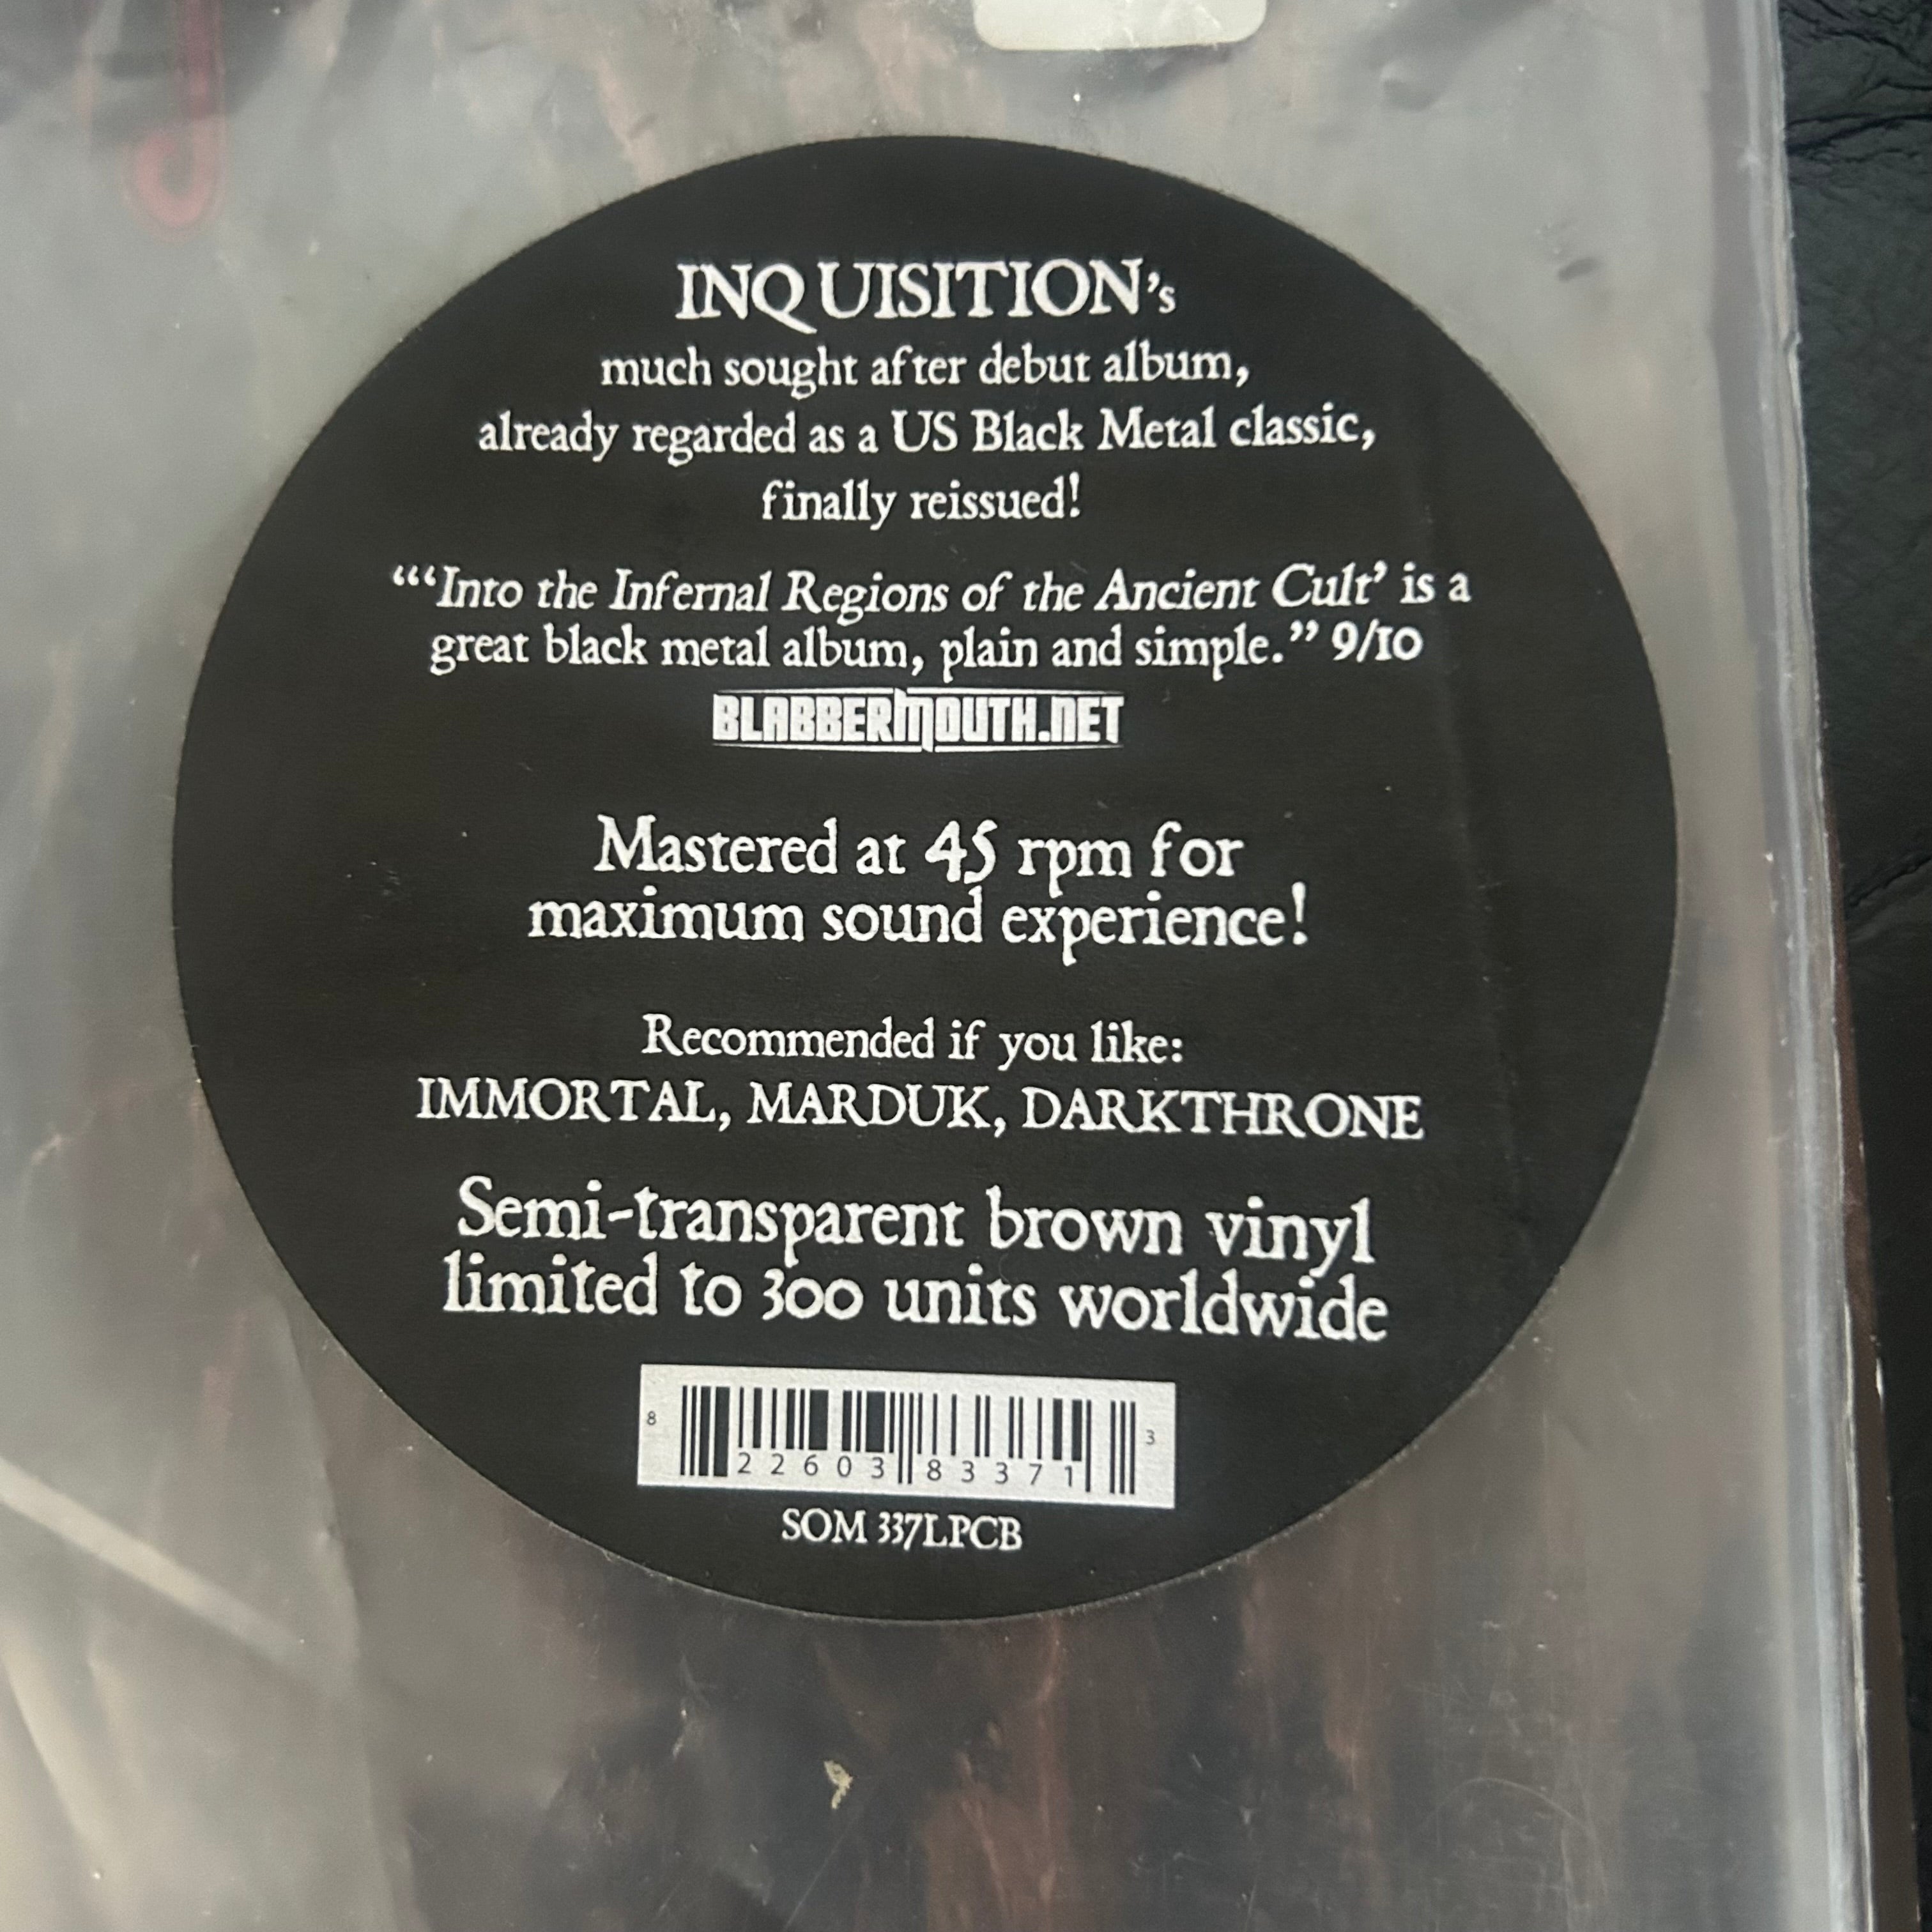 INQUISITION's
much sought after debut album,
already regarded as a US Black Metal classic,
finally reissued!
“‘Into the Infernal Regions of the Ancient Cult’ is a
great black metal album, plain and simple.” 9/10
BLABBERMOUTH.NET
Mastered at 45 rpm for
maximum sound experience!
Recommended if you like:
IMMORTAL, MARDUK, DARKTHRONE
Semi-transparent brown vinyl
limited to 300 units worldwide
8 22603 83371 3
SOM 337LPCB